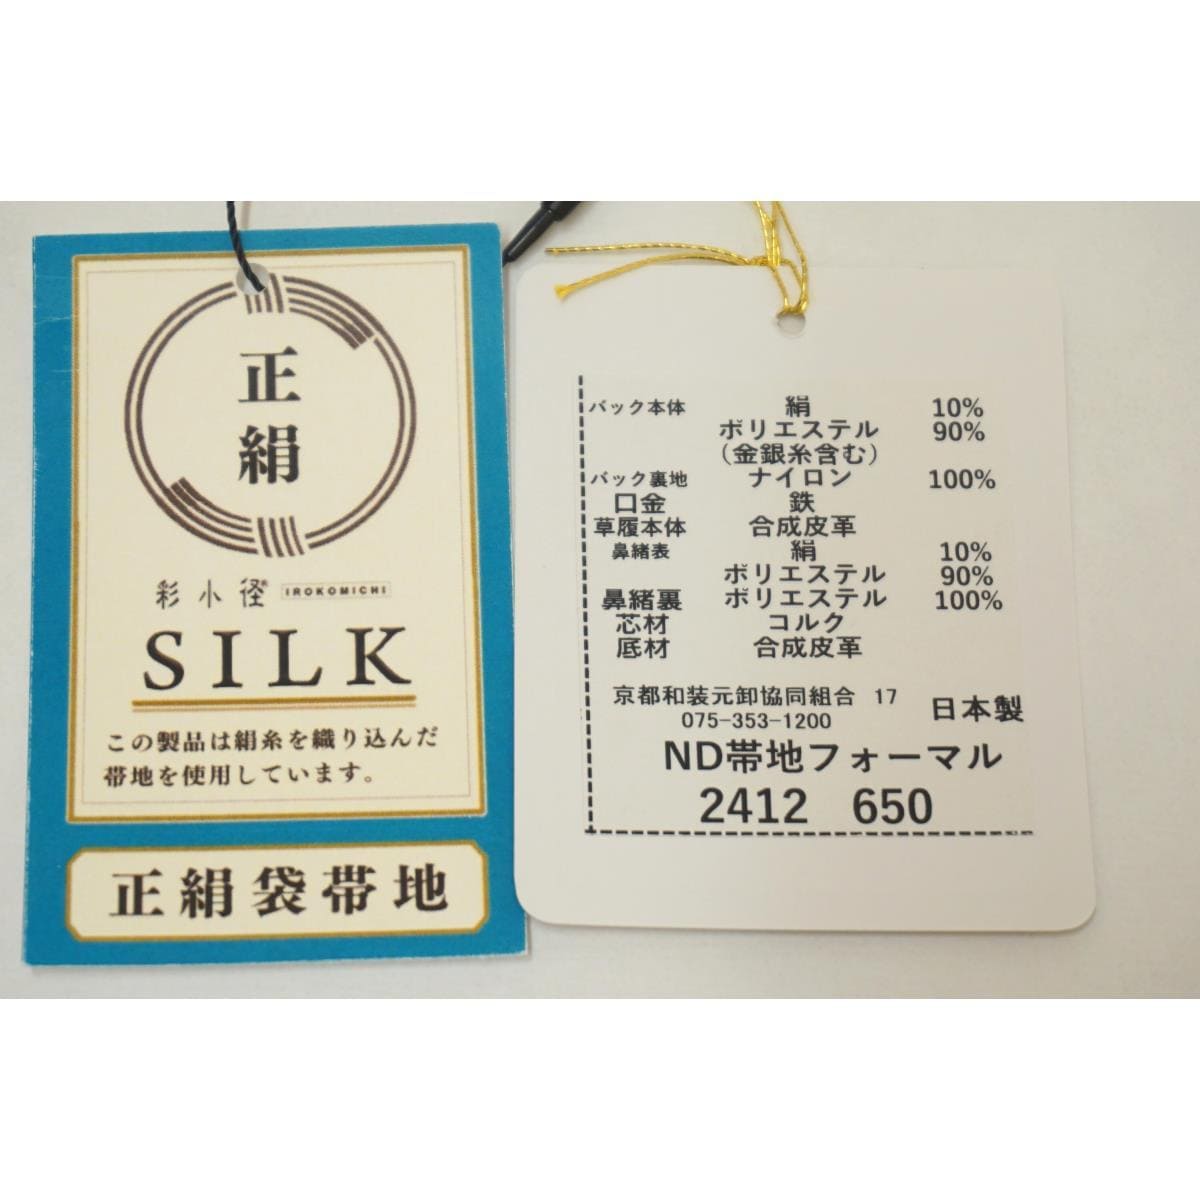 正絹
彩小径® IROKOMICHI
SILK
この製品は絹糸を織り込んだ
帯地を使用しています。
正絹袋帯地
バック本体 絹 10%
ポリエステル 90%
(金銀糸含む)
バック裏地 ナイロン 100%
口金 鉄
草履本体 合成皮革
鼻緒表 絹 10%
ポリエステル 90%
鼻緒裏 ポリエステル 100%
芯材 コルク
底材 合成皮革
京都和装元卸協同組合 17
075-353-1200 日本製
ND帯地フォーマル
2412 650